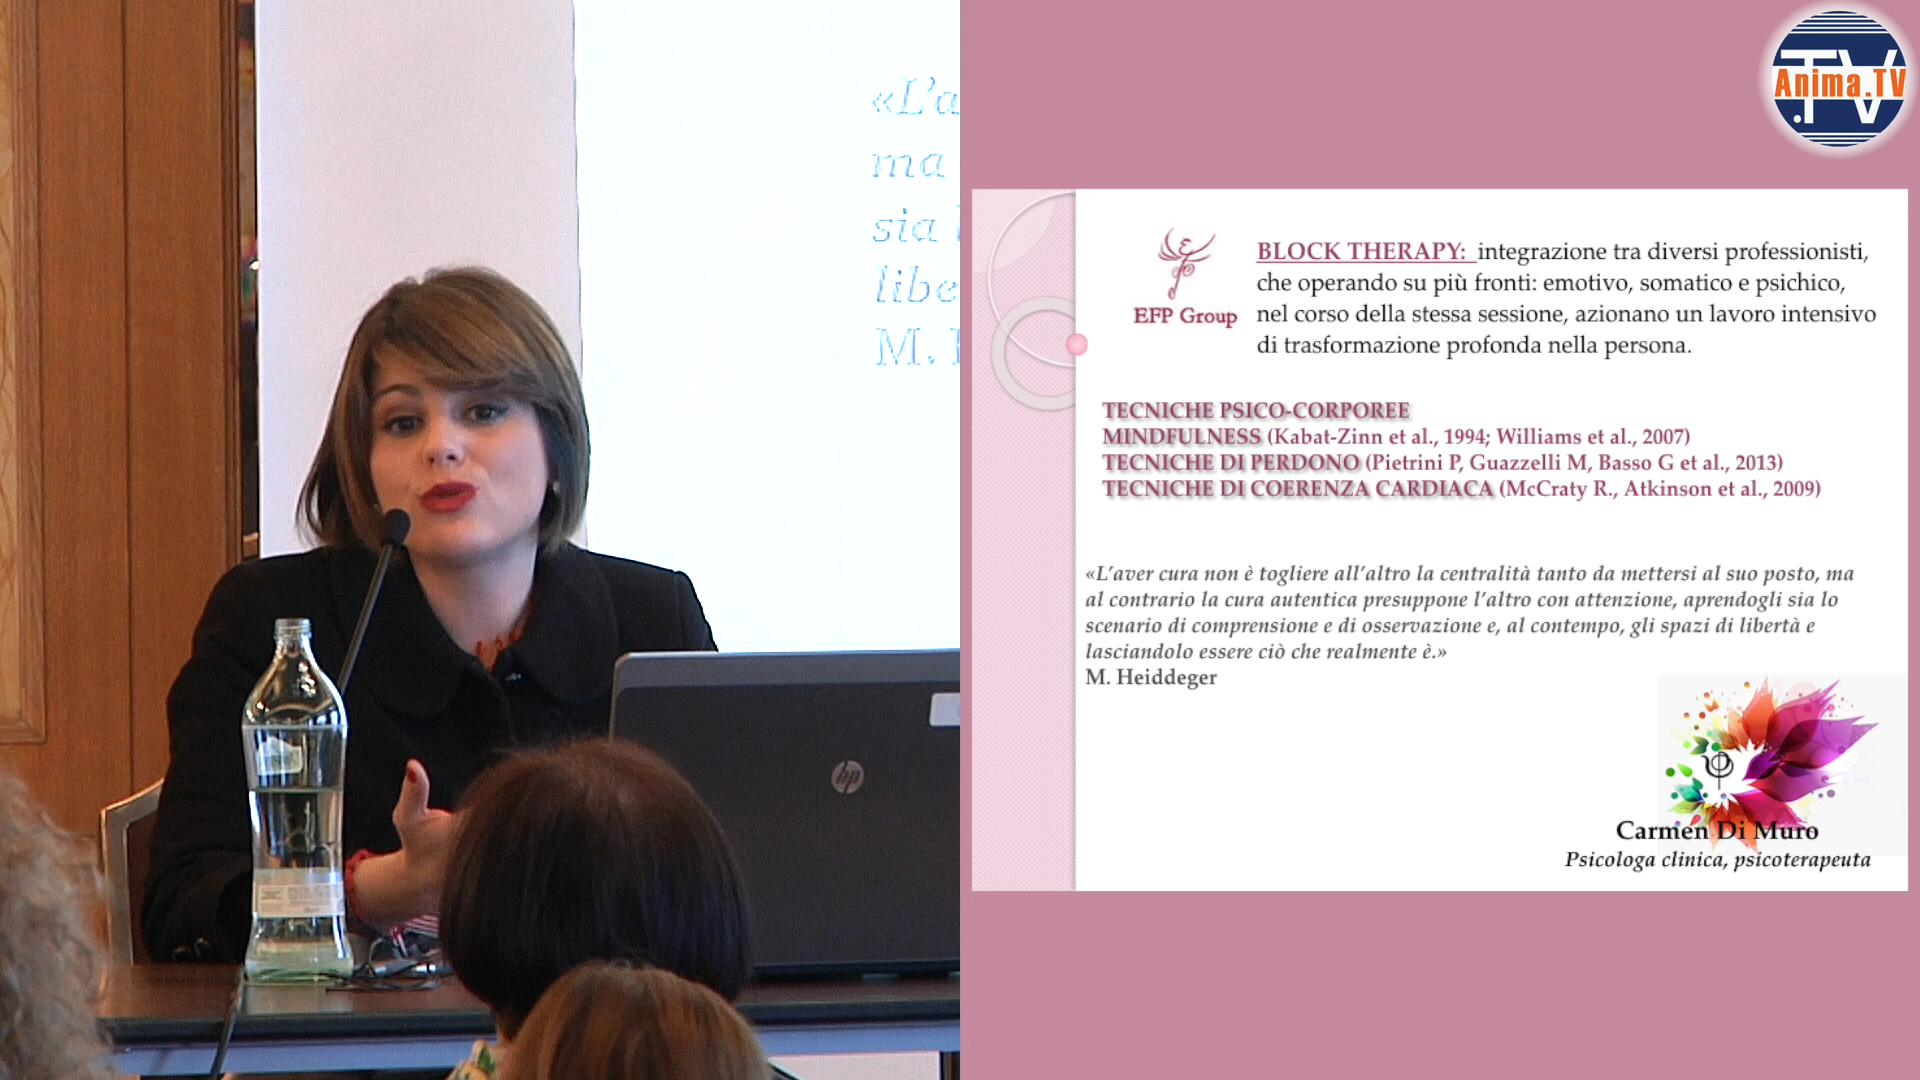 «L'a
ma
sia
libe
M.
hp
.TV
Anima.TV
EFP Group
BLOCK THERAPY: integrazione tra diversi professionisti,
che operando su più fronti: emotivo, somatico e psichico,
nel corso della stessa sessione, azionano un lavoro intensivo
di trasformazione profonda nella persona.
TECNICHE PSICO-CORPOREE
MINDFULNESS (Kabat-Zinn et al., 1994; Williams et al., 2007)
TECNICHE DI PERDONO (Pietrini P, Guazzelli M, Basso G et al., 2013)
TECNICHE DI COERENZA CARDIACA (McCraty R., Atkinson et al., 2009)
«L'aver cura non è togliere all'altro la centralità tanto da mettersi al suo posto, ma
al contrario la cura autentica presuppone l'altro con attenzione, aprendogli sia lo
scenario di comprensione e di osservazione e, al contempo, gli spazi di libertà e
lasciandolo essere ciò che realmente è.»
M. Heiddeger
Carmen Di Muro
Psicologa clinica, psicoterapeuta